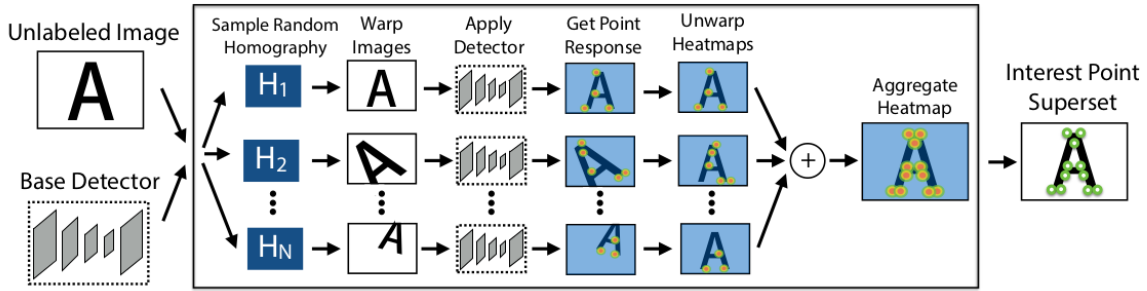 Unlabeled Image
A
Base Detector
Sample Random
Homography
Warp
Images
Apply
Detector
Get Point
Response
Unwarp
Heatmaps
H1
A
A
A
H2
A
A
A
HN
A
A
A
+
Aggregate
Heatmap
A
Interest Point
Superset
A